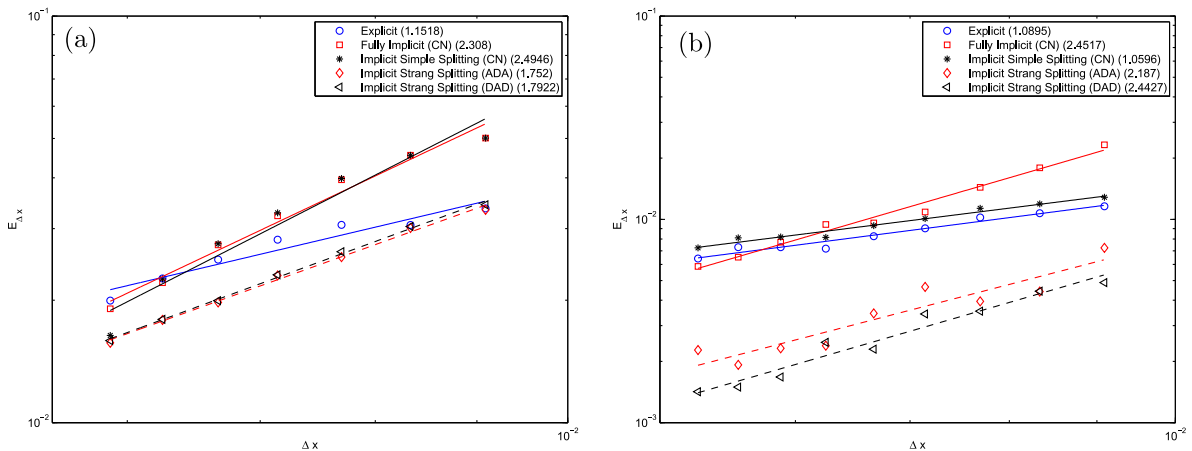 (a)
10^-1
Explicit (1.1518)
Fully Implicit (CN) (2.308)
Implicit Simple Splitting (CN) (2.4946)
Implicit Strang Splitting (ADA) (1.752)
Implicit Strang Splitting (DAD) (1.7922)
E_Δx
10^-2
10^-2
Δ x
(b)
10^-1
Explicit (1.0895)
Fully Implicit (CN) (2.4517)
Implicit Simple Splitting (CN) (1.0596)
Implicit Strang Splitting (ADA) (2.187)
Implicit Strang Splitting (DAD) (2.4427)
E_Δx
10^-2
10^-3
10^-2
Δ x